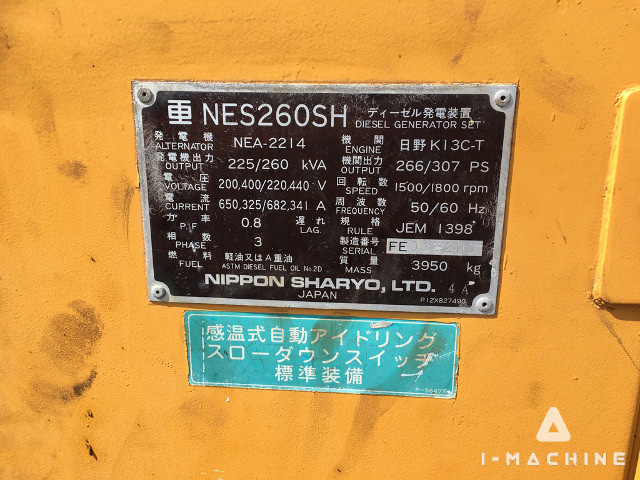 NES260SH ディーゼル発電装置
DIESEL GENERATOR SET
発電機 ALTERNATOR NEA-2214
機関 ENGINE 日野 K13C-T
発電機出力 OUTPUT 225/260 kVA
機関出力 OUTPUT 266/307 PS
電圧 VOLTAGE 200,400/220,440 V
回転数 SPEED 1500/1800 rpm
電流 CURRENT 650,325/682,341 A
周波数 FREQUENCY 50/60 Hz
力率 P.F 0.8 遅れ LAG.
規格 RULE JEM 1398
相数 PHASE 3
製造番号 SERIAL FE
燃料 FUEL 軽油又はA重油
ASTM DIESEL FUEL OIL No.2D
質量 MASS 3950 kg
NIPPON SHARYO, LTD. 4A
JAPAN
P12X827490
感温式自動アイドリング
スローダウンスイッチ
標準装備
I-MACHINE